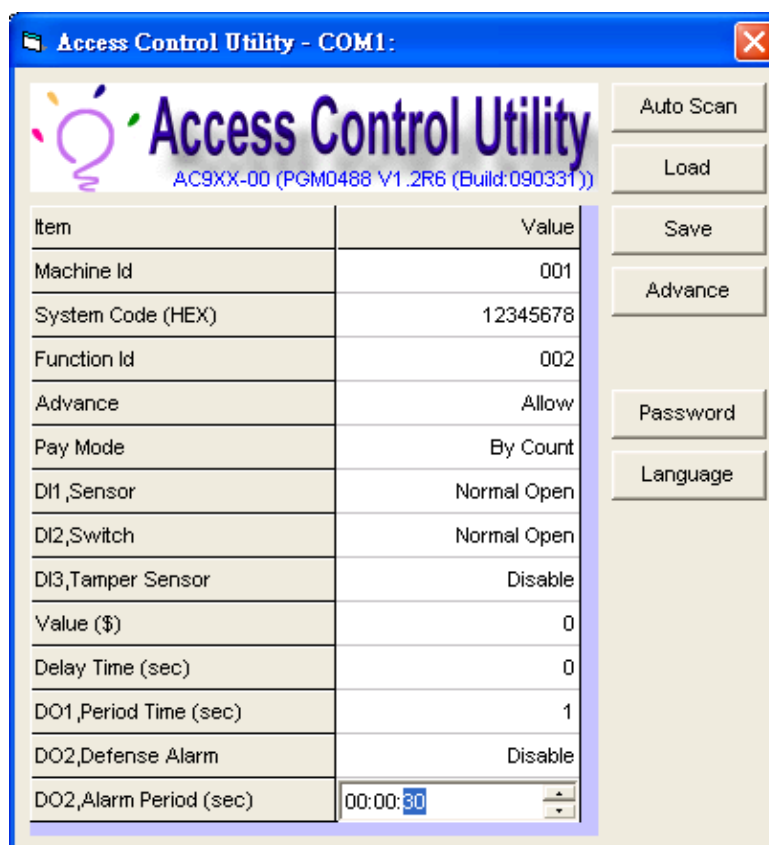 Access Control Utility - COM1:
Access Control Utility
AC9XX-00 (PGM0488 V1.2R6 (Build:090331))
Auto Scan
Load
Save
Advance
Password
Language
Item Value
Machine Id 001
System Code (HEX) 12345678
Function Id 002
Advance Allow
Pay Mode By Count
DI1,Sensor Normal Open
DI2,Switch Normal Open
DI3,Tamper Sensor Disable
Value ($) 0
Delay Time (sec) 0
DO1,Period Time (sec) 1
DO2,Defense Alarm Disable
DO2,Alarm Period (sec) 00:00:30